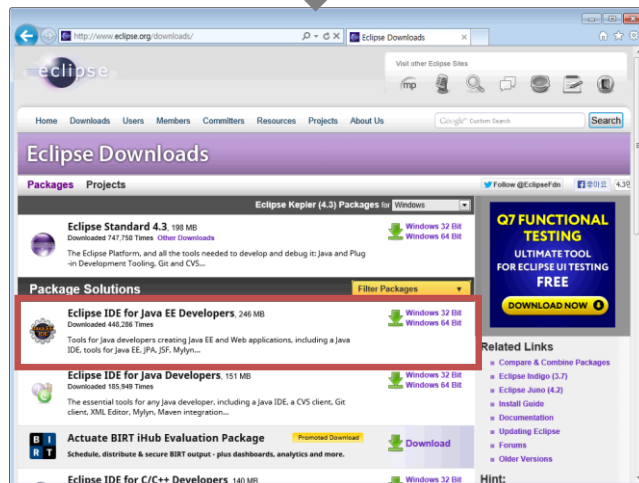 http://www.eclipse.org/downloads/
Eclipse Downloads
eclipse
Visit other Eclipse Sites
mp
Home Downloads Users Members Committers Resources Projects About Us
Google™ Custom Search
Search
Eclipse Downloads
Packages Projects
Follow @EclipseFdn
Eclipse Kepler (4.3) Packages for Windows
Eclipse Standard 4.3, 198 MB
Downloaded 747,750 Times Other Downloads
The Eclipse Platform, and all the tools needed to develop and debug it: Java and Plug
-in Development Tooling, Git and CVS...
Windows 32 Bit
Windows 64 Bit
Package Solutions
Filter Packages
Eclipse IDE for Java EE Developers, 246 MB
Downloaded 448,286 Times
Tools for Java developers creating Java EE and Web applications, including a Java
IDE, tools for Java EE, JPA, JSF, Mylyn...
Windows 32 Bit
Windows 64 Bit
Eclipse IDE for Java Developers, 151 MB
Downloaded 185,949 Times
The essential tools for any Java developer, including a Java IDE, a CVS client, Git
client, XML Editor, Mylyn, Maven integration...
Windows 32 Bit
Windows 64 Bit
BI
RT
Actuate BIRT iHub Evaluation Package
Promoted Download
Schedule, distribute & secure BIRT output - plus dashboards, analytics and more.
Download
Eclipse IDE for C/C++ Developers, 140 MB
Windows 32 Bit
Q7 FUNCTIONAL
TESTING
ULTIMATE TOOL
FOR ECLIPSE UI TESTING
FREE
DOWNLOAD NOW
Related Links
Compare & Combine Packages
Eclipse Indigo (3.7)
Eclipse Juno (4.2)
Install Guide
Documentation
Updating Eclipse
Forums
Older Versions
Hint: